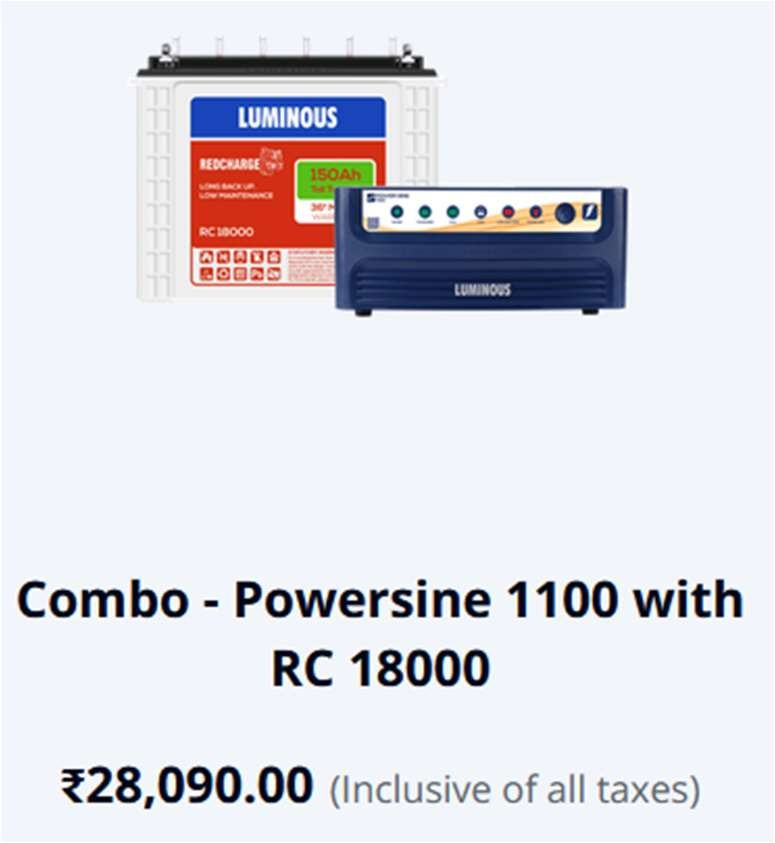 LUMINOUS
REDCHARGE
150Ah
LONG BACK UP,
LOW MAINTENANCE
RC 18000
LUMINOUS
Combo - Powersine 1100 with
RC 18000
₹28,090.00 (Inclusive of all taxes)